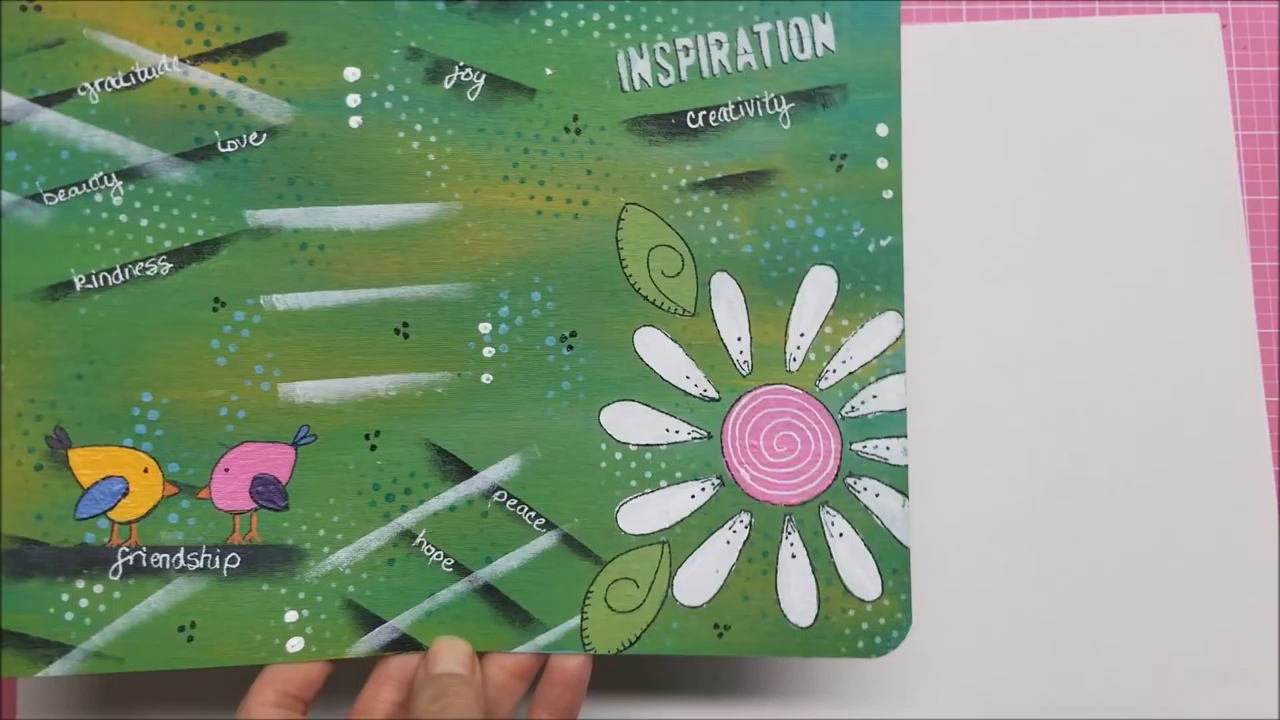 gratitude
joy
INSPIRATION
creativity
love
beauty
kindness
peace
hope
friendship